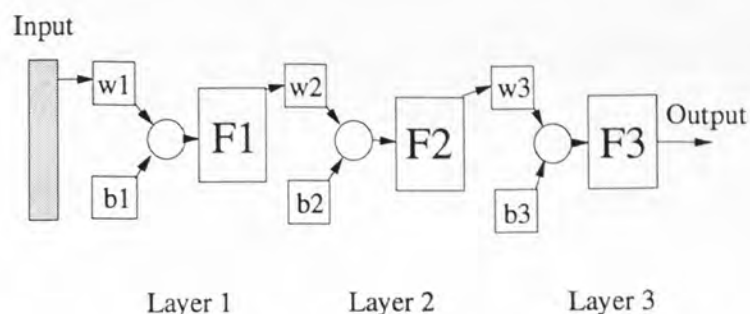 Input
w1
w2
w3
F1
F2
F3
Output
b1
b2
b3
Layer 1
Layer 2
Layer 3